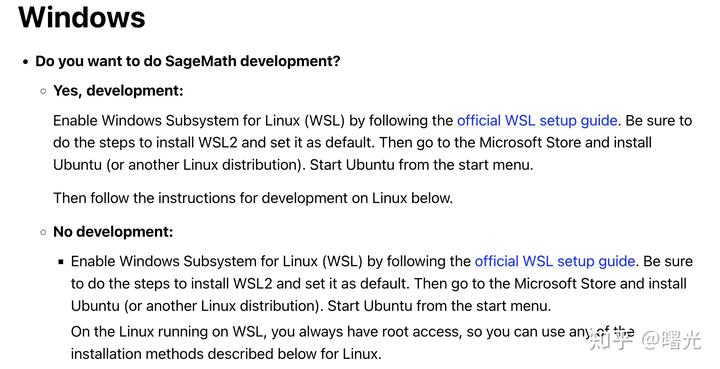 Windows
• Do you want to do SageMath development?
○ Yes, development:
Enable Windows Subsystem for Linux (WSL) by following the official WSL setup guide. Be sure to
do the steps to install WSL2 and set it as default. Then go to the Microsoft Store and install
Ubuntu (or another Linux distribution). Start Ubuntu from the start menu.
Then follow the instructions for development on Linux below.
○ No development:
▪ Enable Windows Subsystem for Linux (WSL) by following the official WSL setup guide. Be sure
to do the steps to install WSL2 and set it as default. Then go to the Microsoft Store and install
Ubuntu (or another Linux distribution). Start Ubuntu from the start menu.
On the Linux running on WSL, you always have root access, so you can use any of the
installation methods described below for Linux.
知乎 @曙光